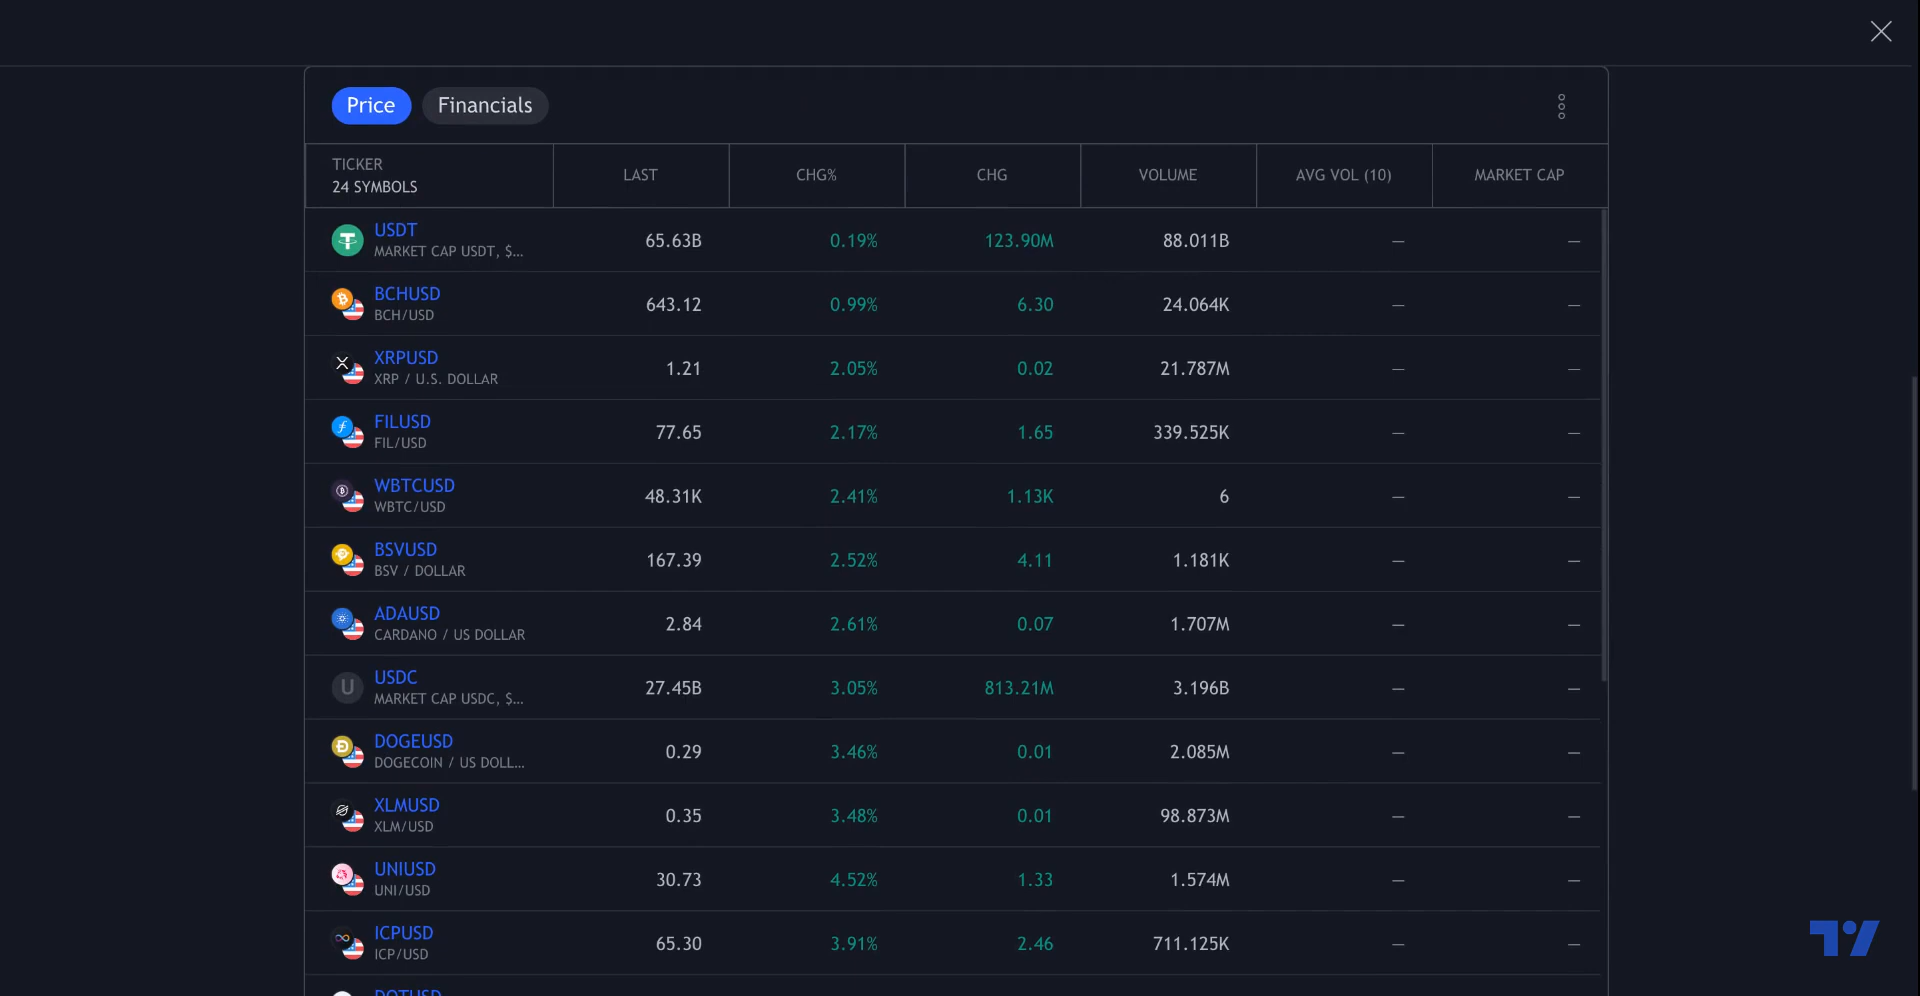 Price Financials
TICKER
24 SYMBOLS
LAST CHG% CHG VOLUME AVG VOL (10) MARKET CAP
USDT
MARKET CAP USDT, $...
65.63B 0.19% 123.90M 88.011B — —
BCHUSD
BCH/USD
643.12 0.99% 6.30 24.064K — —
XRPUSD
XRP / U.S. DOLLAR
1.21 2.05% 0.02 21.787M — —
FILUSD
FIL/USD
77.65 2.17% 1.65 339.525K — —
WBTCUSD
WBTC/USD
48.31K 2.41% 1.13K 6 — —
BSVUSD
BSV / DOLLAR
167.39 2.52% 4.11 1.181K — —
ADAUSD
CARDANO / US DOLLAR
2.84 2.61% 0.07 1.707M — —
U
USDC
MARKET CAP USDC, $...
27.45B 3.05% 813.21M 3.196B — —
DOGEUSD
DOGECOIN / US DOLL...
0.29 3.46% 0.01 2.085M — —
XLMUSD
XLM/USD
0.35 3.48% 0.01 98.873M — —
UNIUSD
UNI/USD
30.73 4.52% 1.33 1.574M — —
ICPUSD
ICP/USD
65.30 3.91% 2.46 711.125K — —